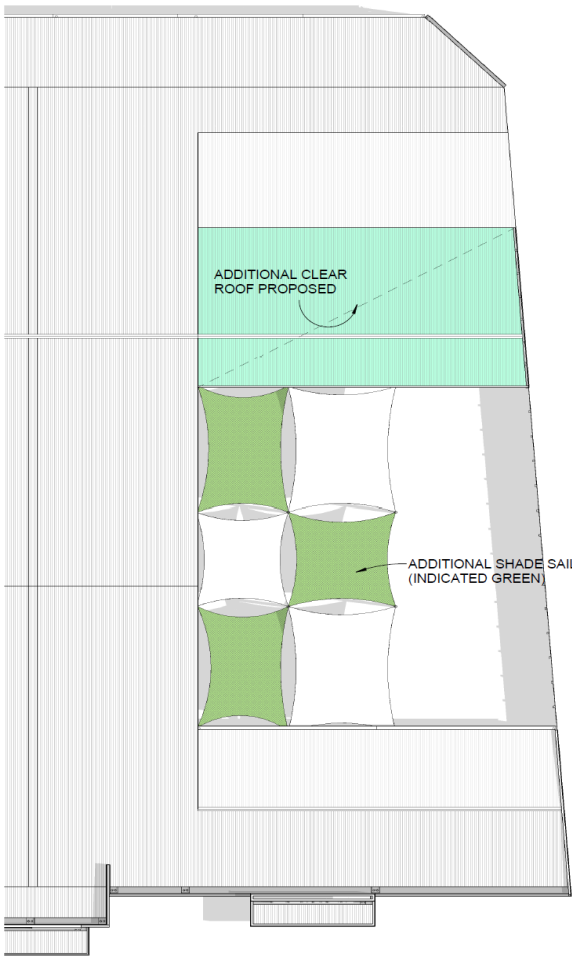 ADDITIONAL CLEAR
ROOF PROPOSED
ADDITIONAL SHADE SAIL
(INDICATED GREEN)